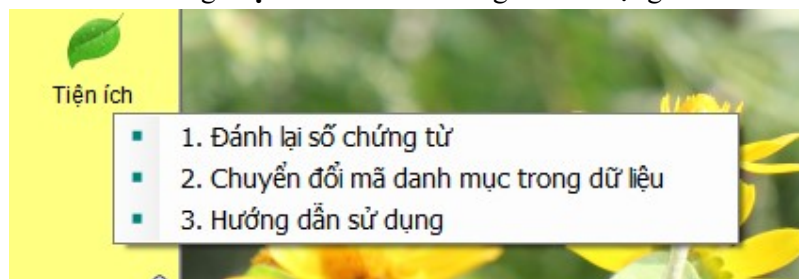 Tiện ích
1. Đánh lại số chứng từ
2. Chuyển đổi mã danh mục trong dữ liệu
3. Hướng dẫn sử dụng